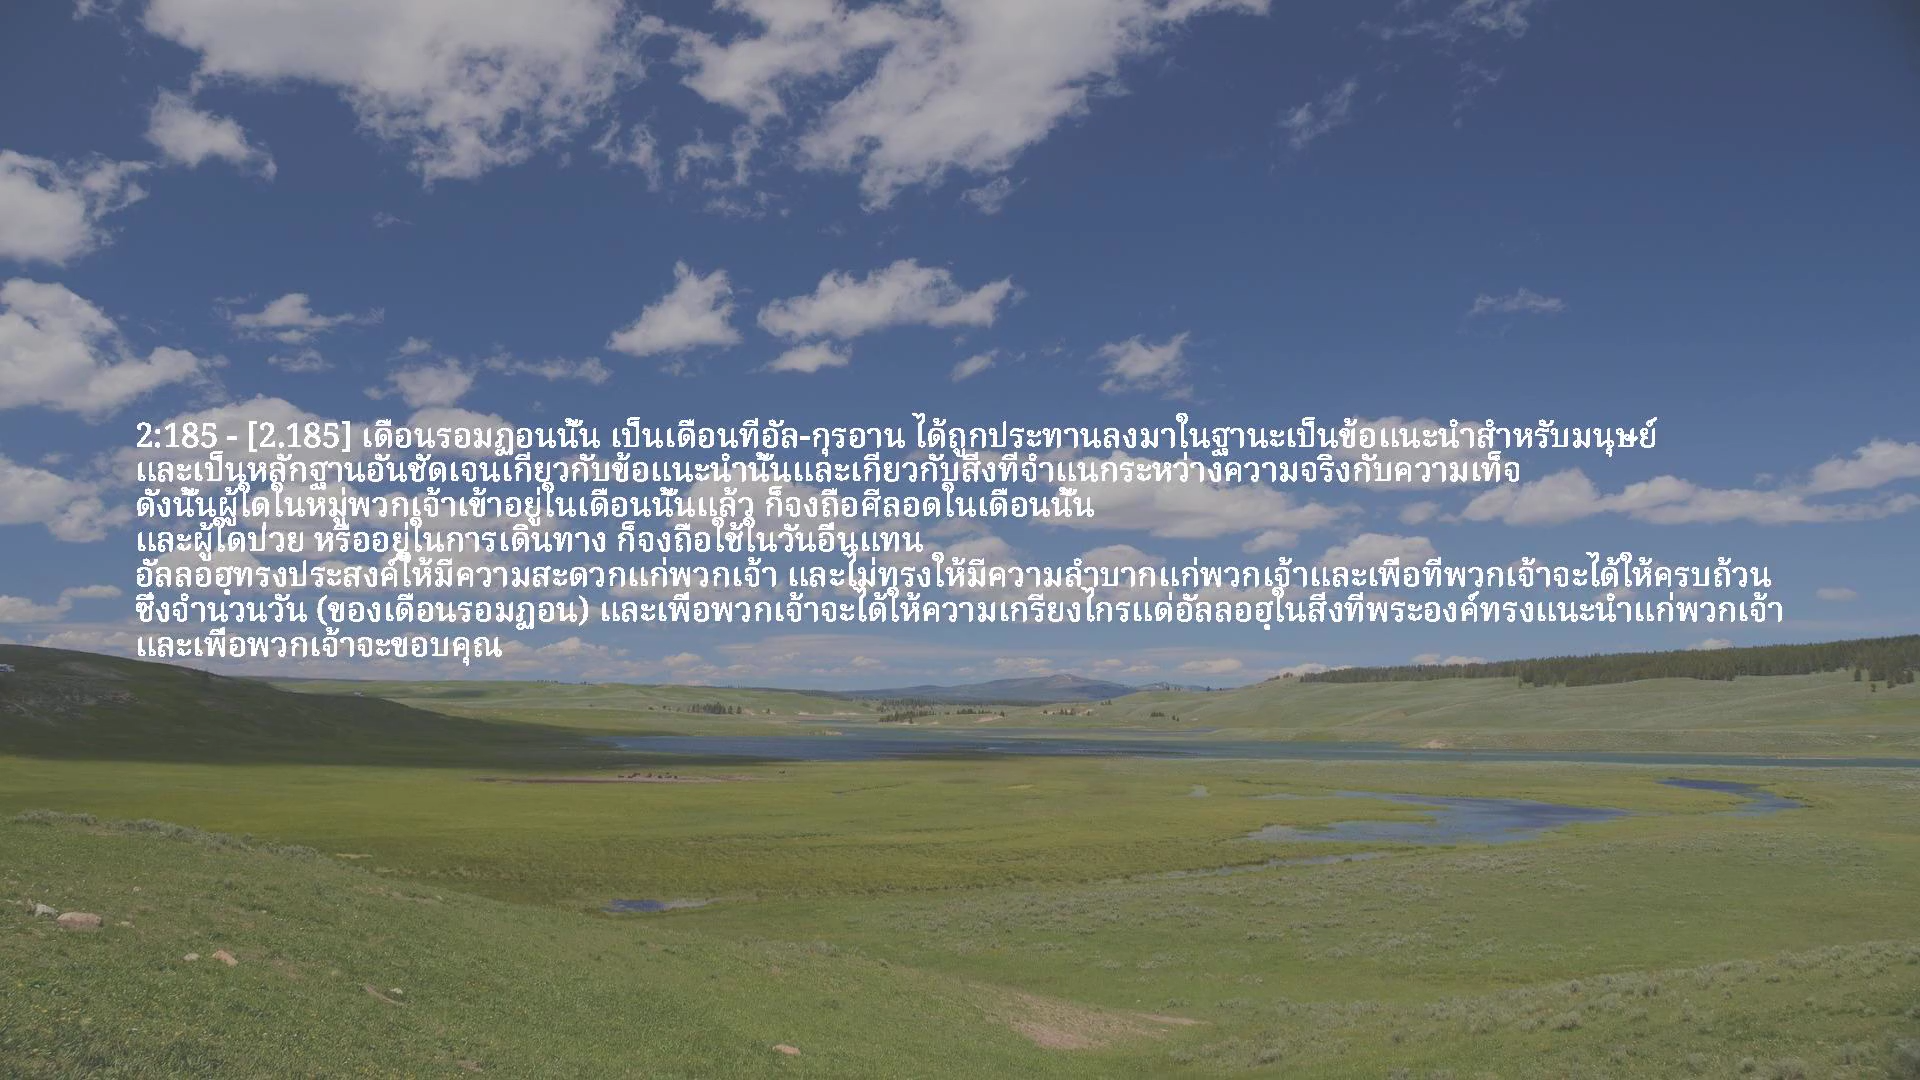 2:185 - [2.185] เดือนรอมฎอนนั้น เป็นเดือนที่อัล-กุรอาน ได้ถูกประทานลงมาในฐานะเป็นข้อแนะนำสำหรับมนุษย์
และเป็นหลักฐานอันชัดเจนเกี่ยวกับข้อแนะนำนั้นและเกี่ยวกับสิ่งที่จำแนกระหว่างความจริงกับความเท็จ
ดังนั้นผู้ใดในหมู่พวกเจ้าเข้าอยู่ในเดือนนั้นแล้ว ก็จงถือศีลอดในเดือนนั้น
และผู้ใดป่วย หรืออยู่ในการเดินทาง ก็จงถือใช้ในวันอื่นแทน
อัลลอฮฺทรงประสงค์ให้มีความสะดวกแก่พวกเจ้า และไม่ทรงให้มีความลำบากแก่พวกเจ้าและเพื่อที่พวกเจ้าจะได้ให้ครบถ้วน
ซึ่งจำนวนวัน (ของเดือนรอมฎอน) และเพื่อพวกเจ้าจะได้ให้ความเกรียงไกรแด่อัลลอฮฺในสิ่งที่พระองค์ทรงแนะนำแก่พวกเจ้า
และเพื่อพวกเจ้าจะขอบคุณ